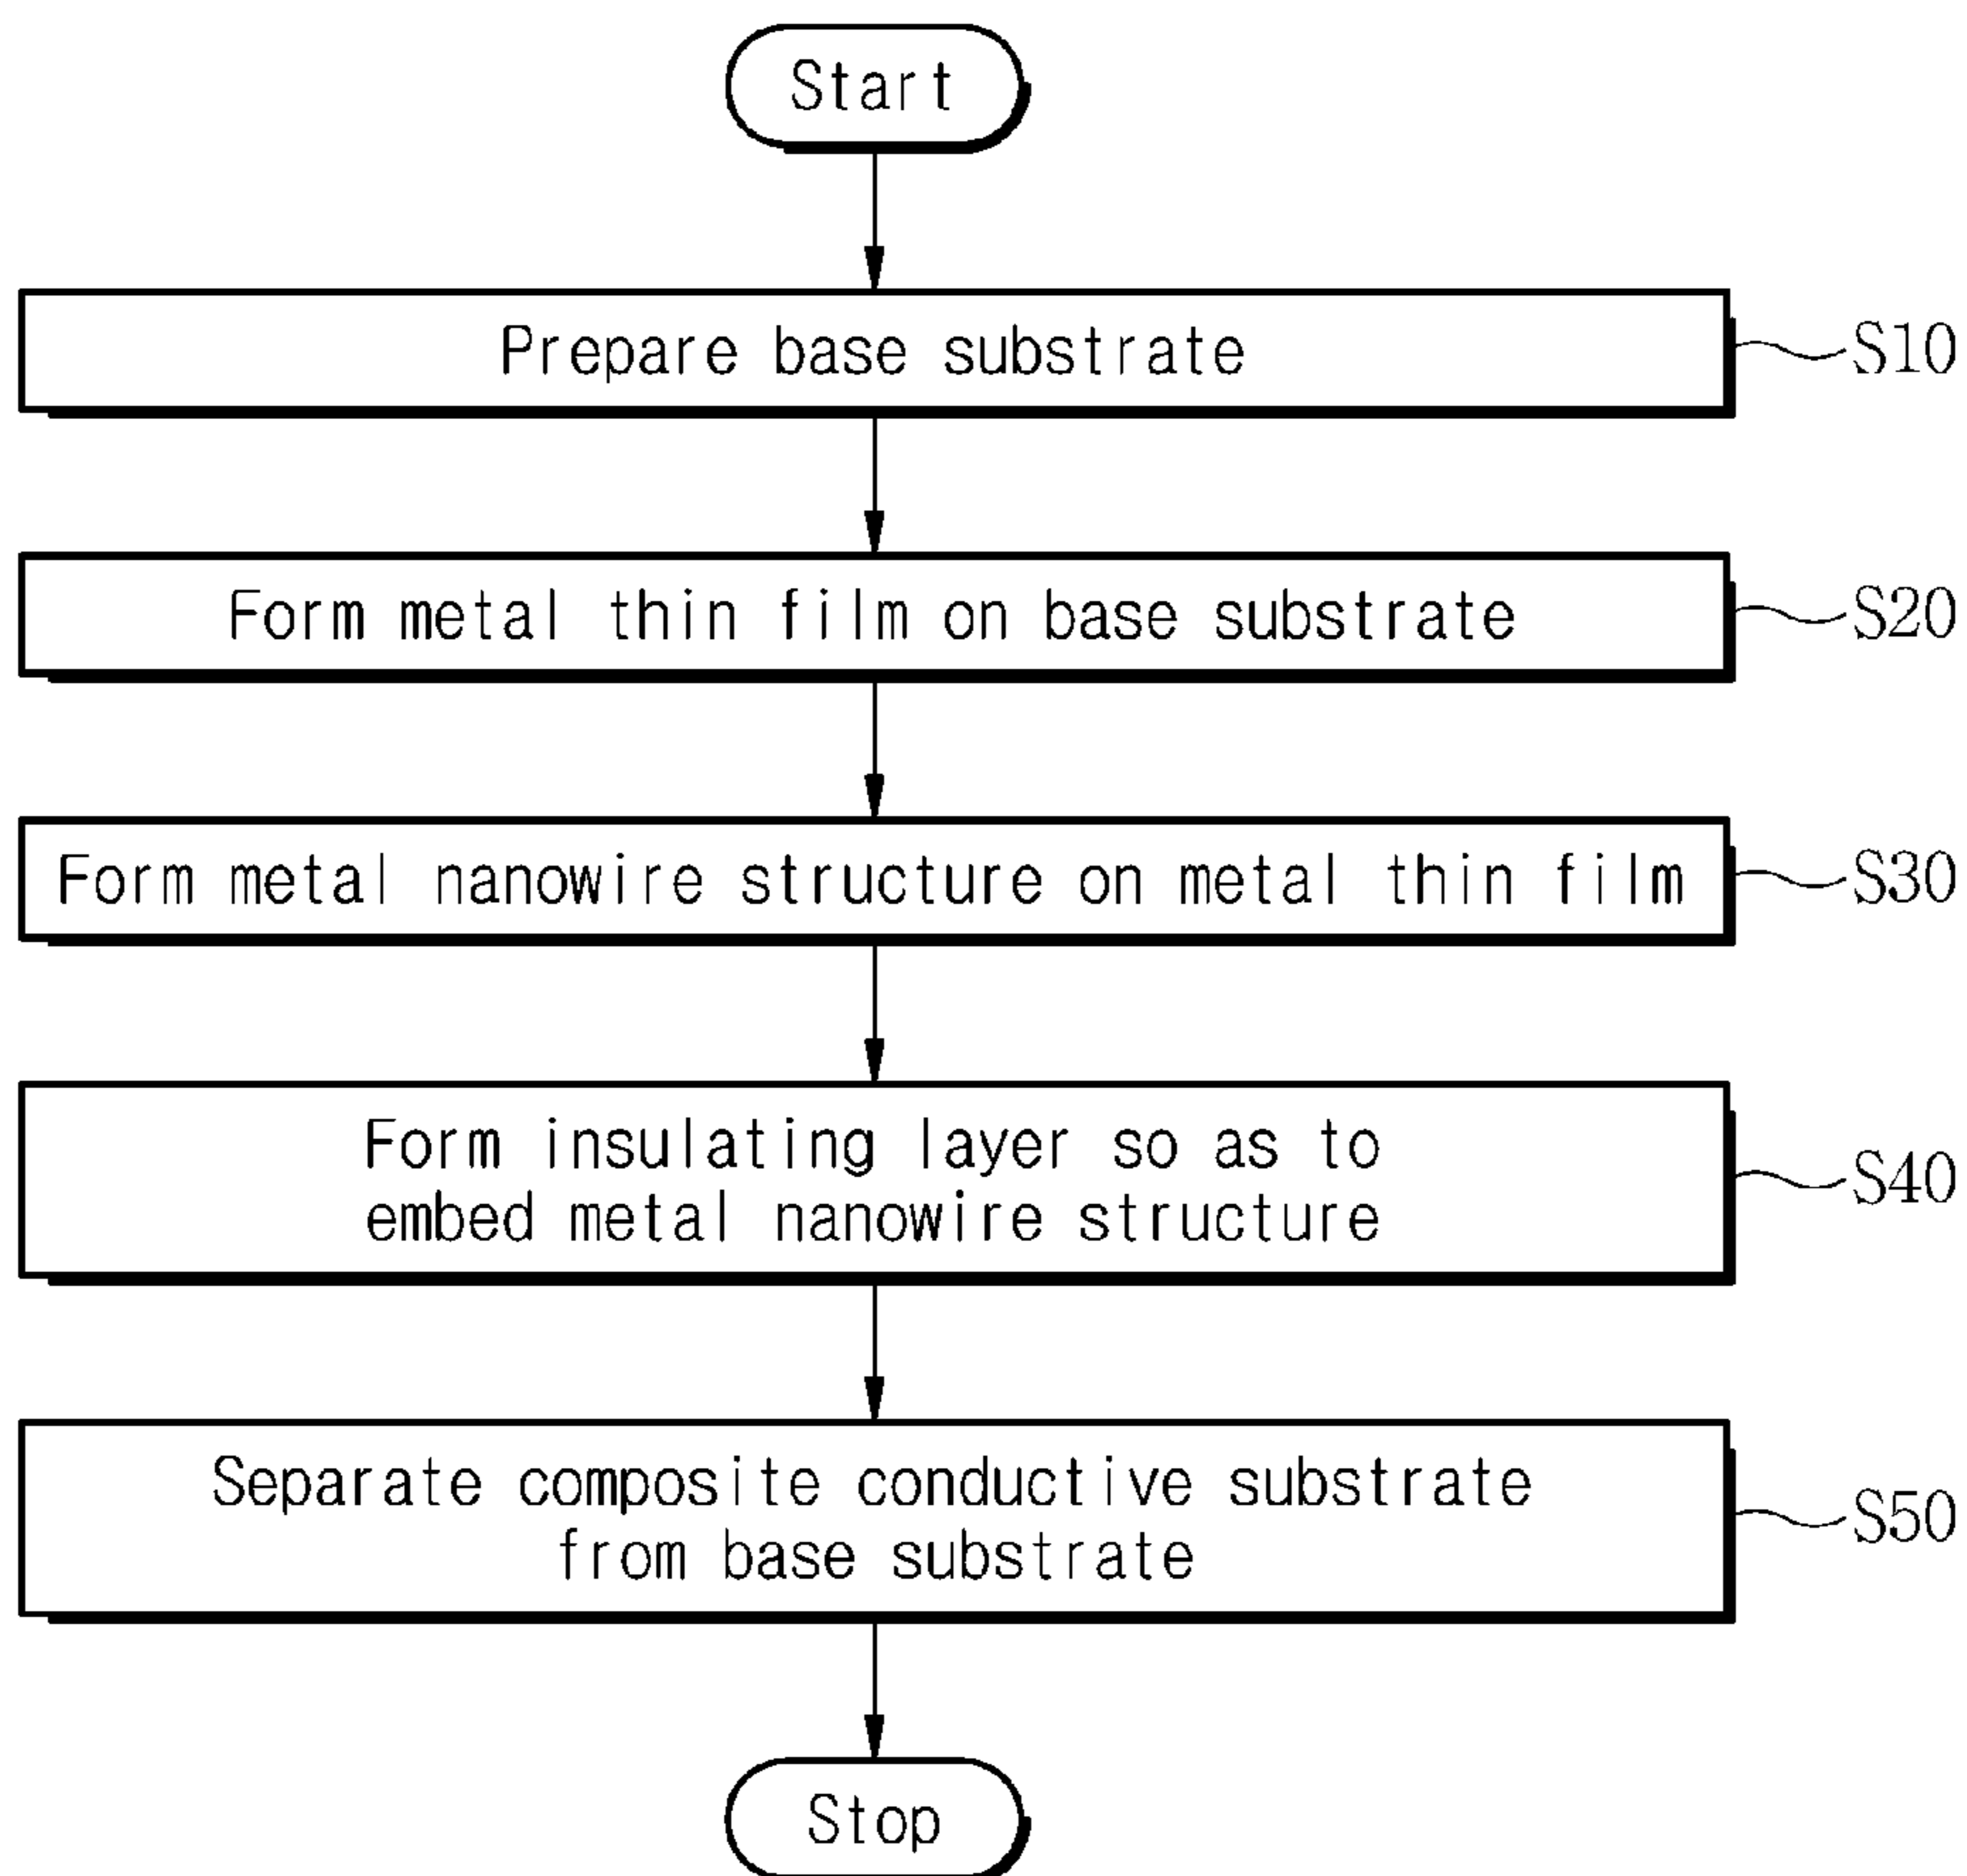 Start
Prepare base substrate
S10
Form metal thin film on base substrate
S20
Form metal nanowire structure on metal thin film
S30
Form insulating layer so as to
embed metal nanowire structure
S40
Separate composite conductive substrate
from base substrate
S50
Stop